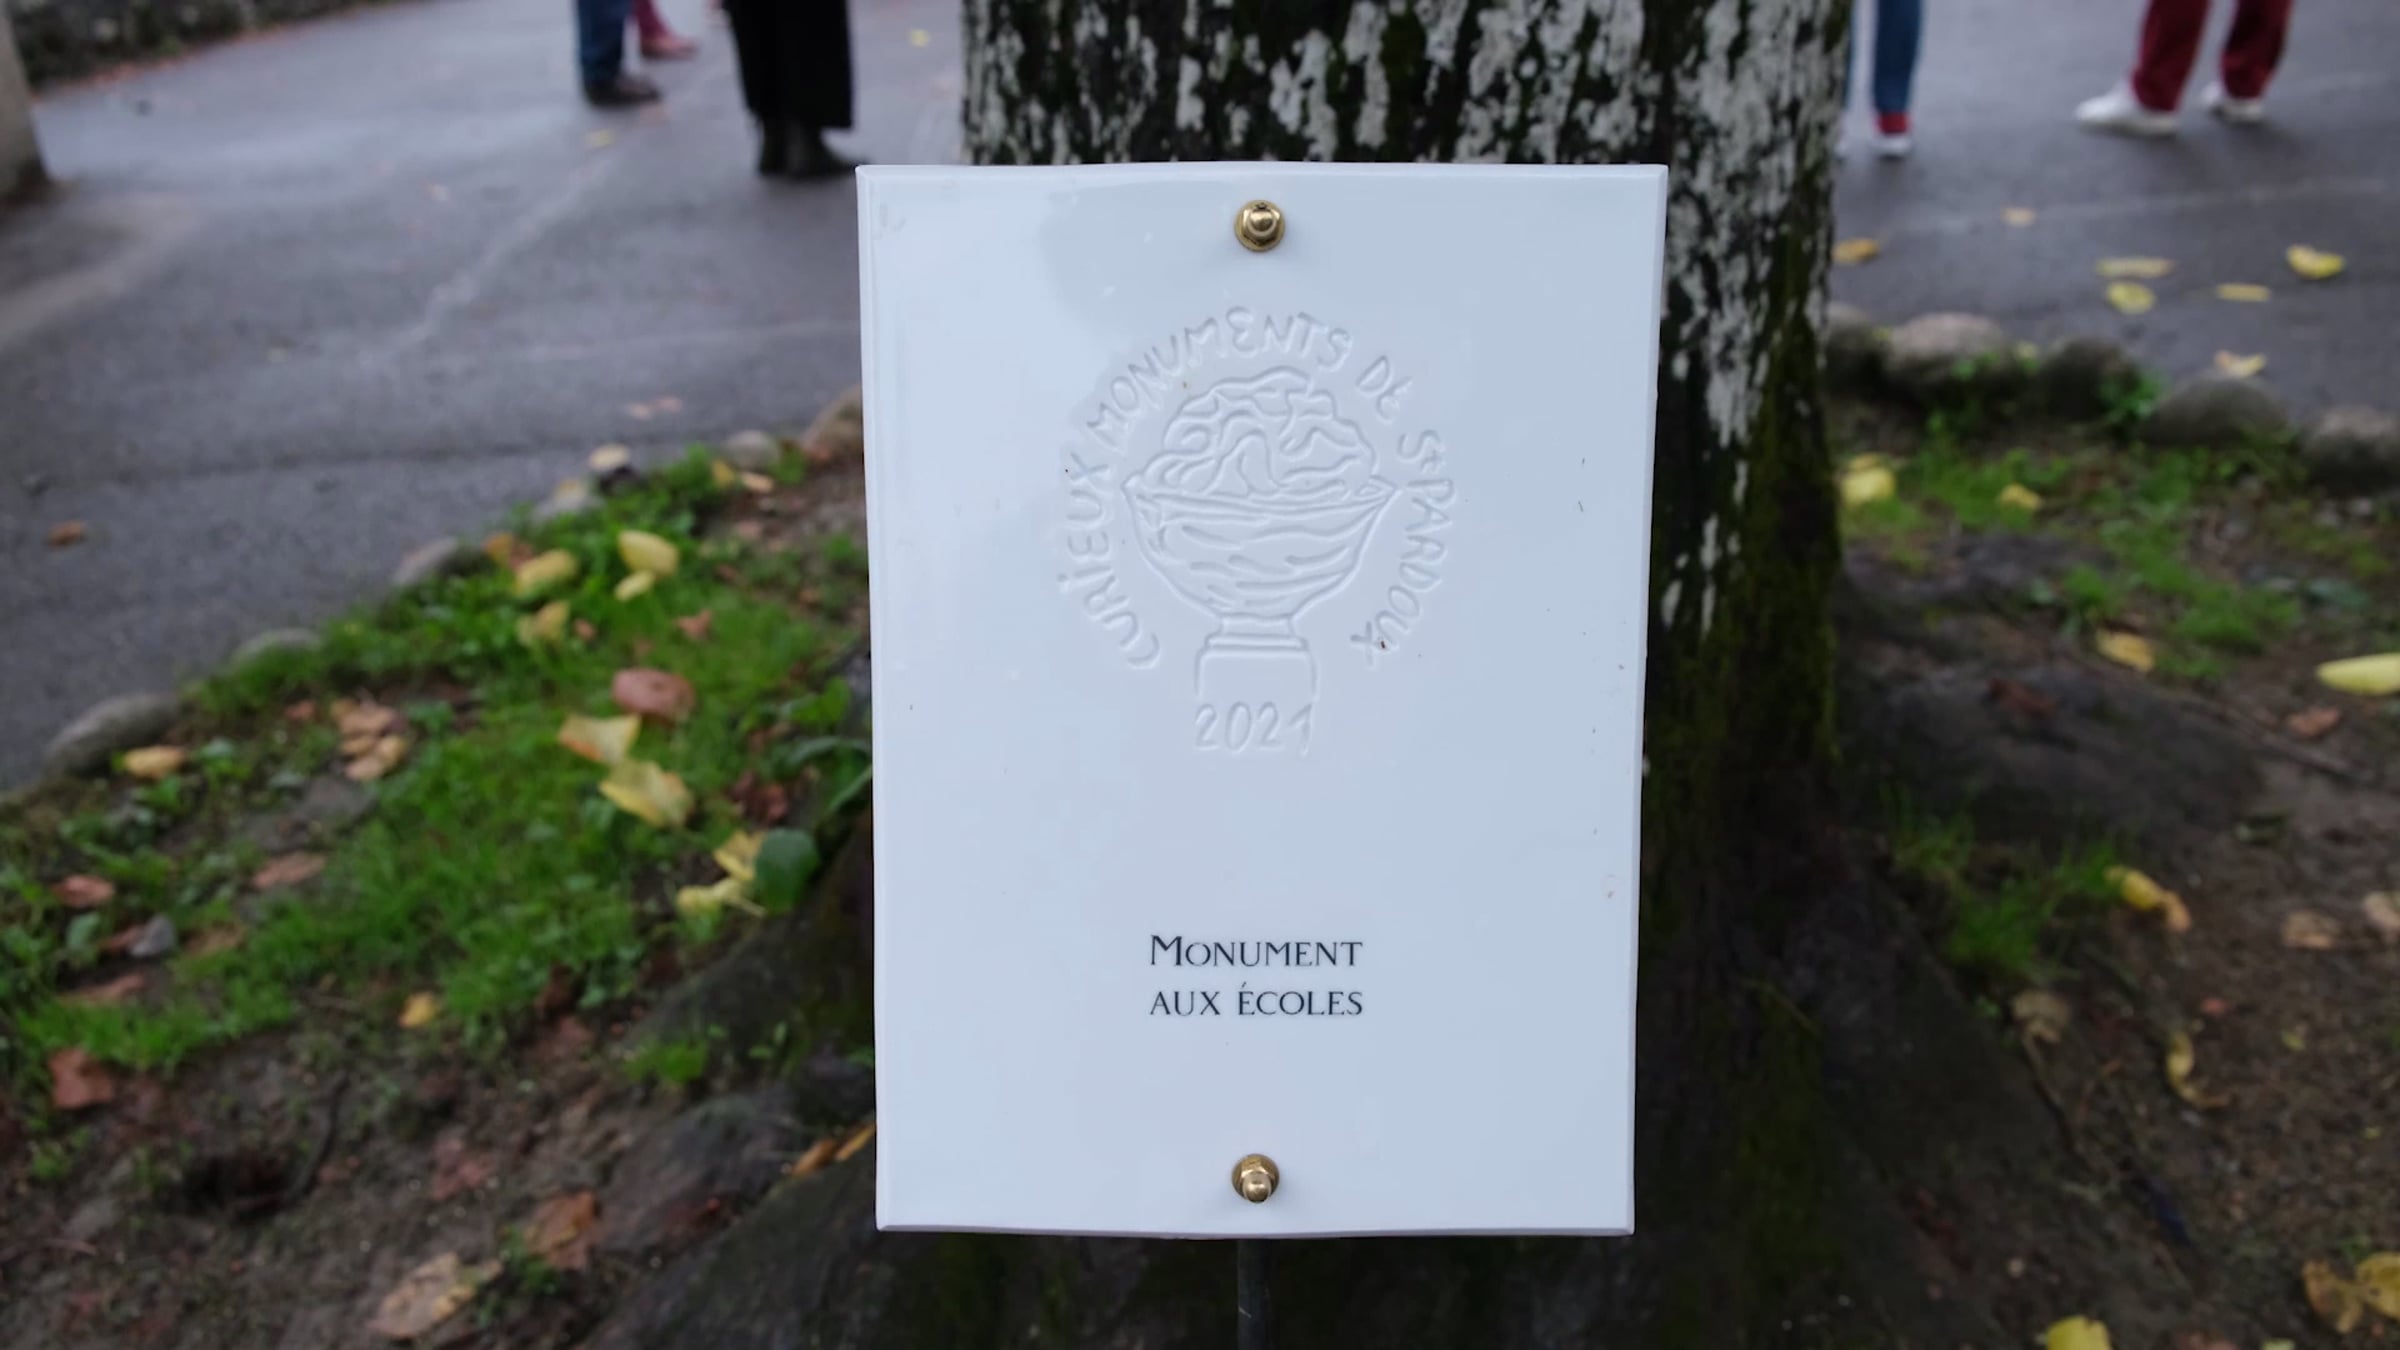 CURIEUX MONUMENTS DE St PARDOUX
2021
MONUMENT
AUX ÉCOLES